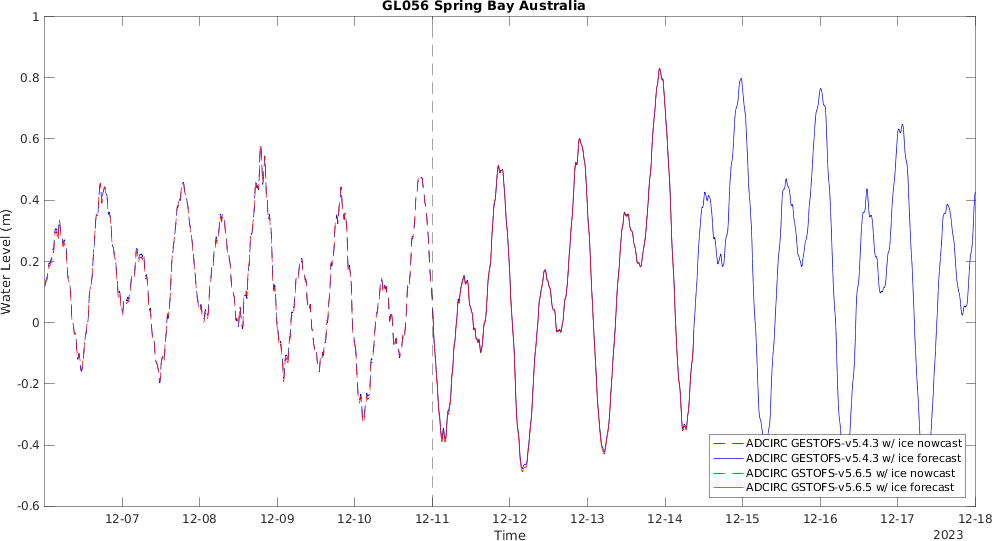 GL056 Spring Bay Australia
1
0.8
0.6
0.4
0.2
0
-0.2
-0.4
-0.6
Water Level (m)
ADCIRC GESTOFS-v5.4.3 w/ ice nowcast
ADCIRC GESTOFS-v5.4.3 w/ ice forecast
ADCIRC GSTOFS-v5.6.5 w/ ice nowcast
ADCIRC GSTOFS-v5.6.5 w/ ice forecast
12-07 12-08 12-09 12-10 12-11 12-12 12-13 12-14 12-15 12-16 12-17 12-18
Time
2023